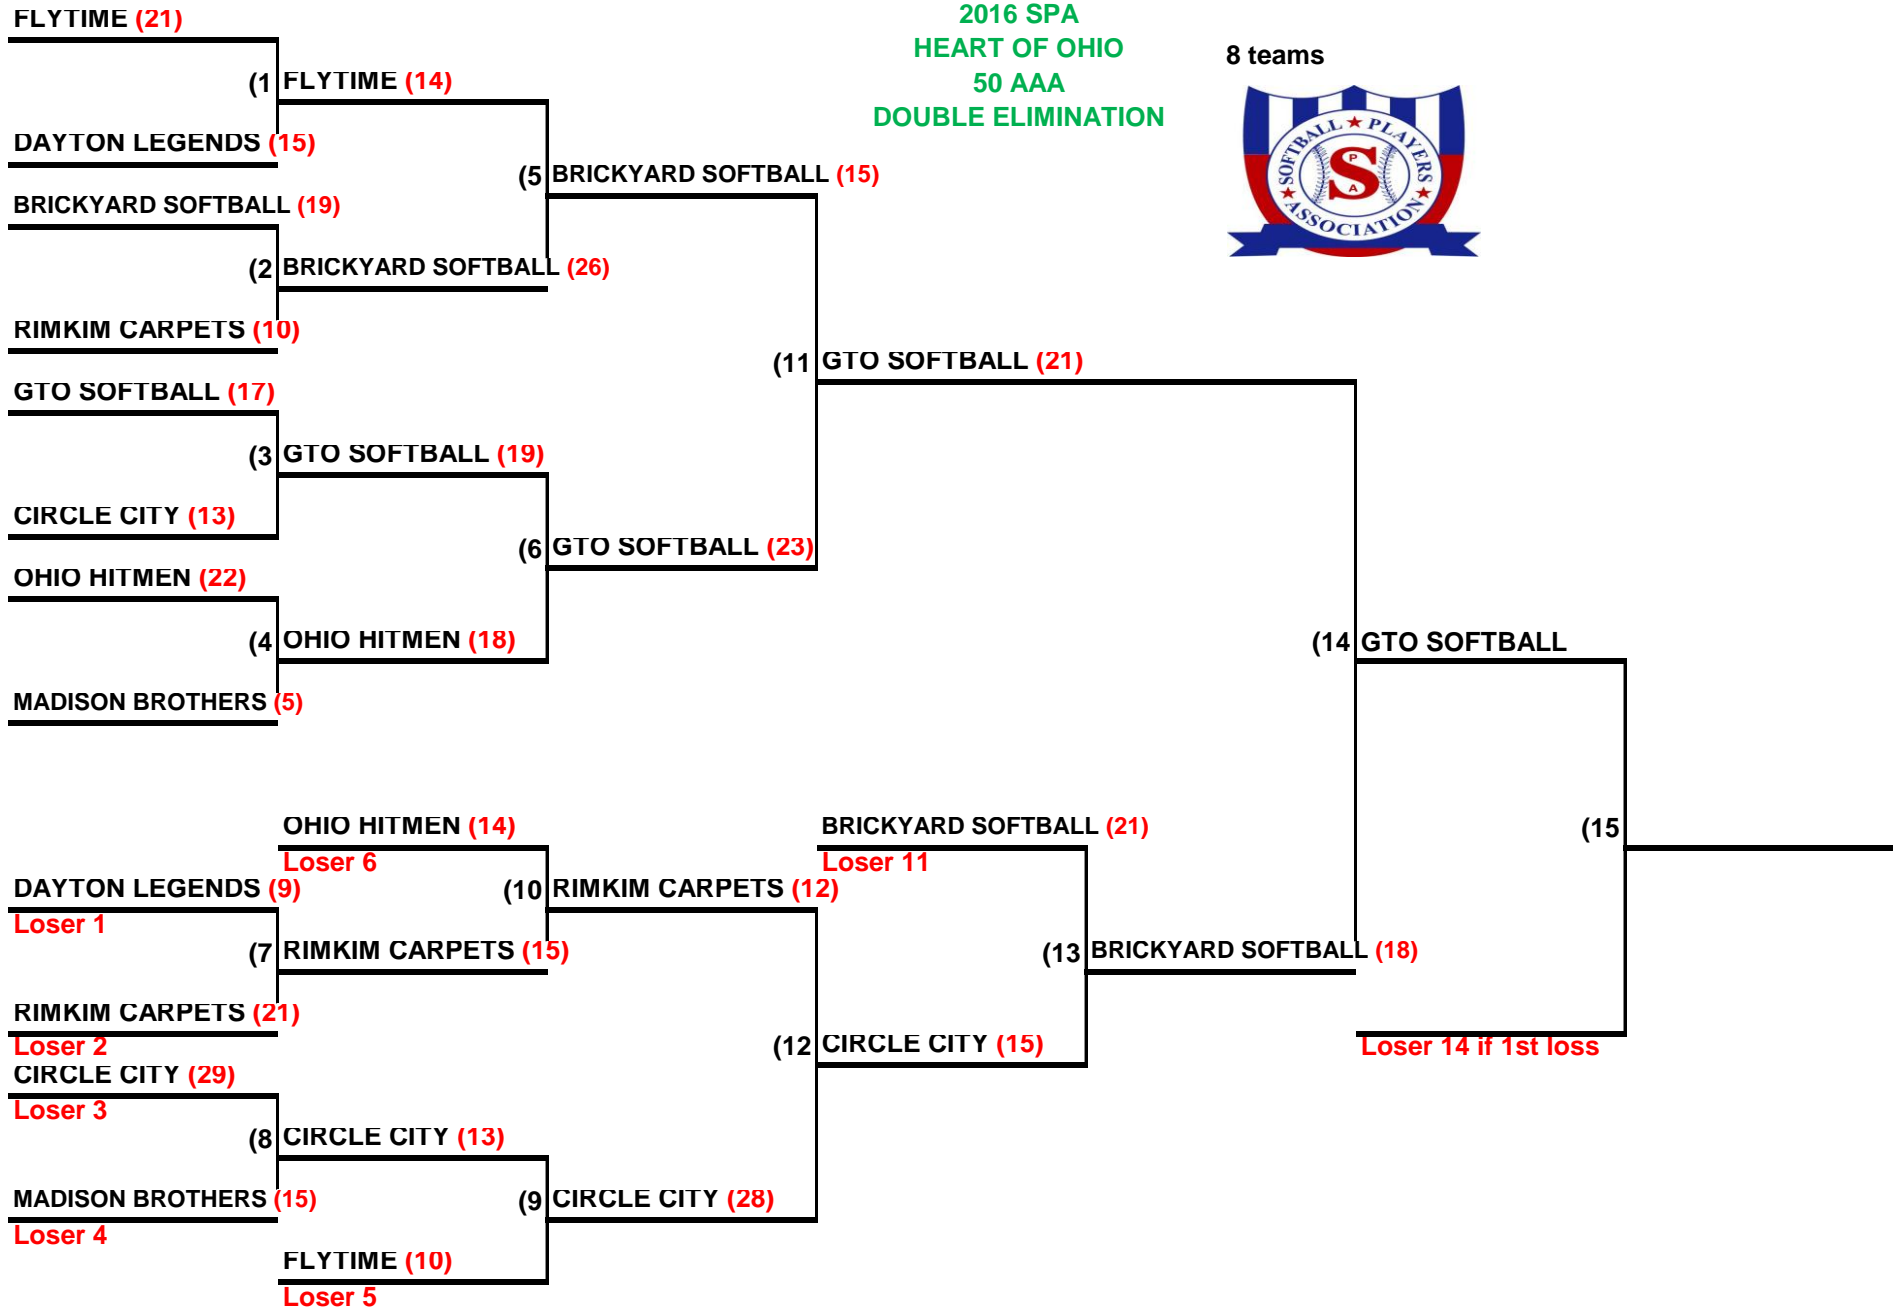 FLYTIME (21)
2016 SPA
HEART OF OHIO
50 AAA
DOUBLE ELIMINATION
8 teams
(1 FLYTIME (14)
DAYTON LEGENDS (15)
SOFTBALL ★ PLAYERS
★ ASSOCIATION ★
P
S
A
(5 BRICKYARD SOFTBALL (15)
BRICKYARD SOFTBALL (19)
(2 BRICKYARD SOFTBALL (26)
RIMKIM CARPETS (10)
(11 GTO SOFTBALL (21)
GTO SOFTBALL (17)
(3 GTO SOFTBALL (19)
CIRCLE CITY (13)
(6 GTO SOFTBALL (23)
OHIO HITMEN (22)
(4 OHIO HITMEN (18)
(14 GTO SOFTBALL
MADISON BROTHERS (5)
OHIO HITMEN (14)
Loser 6
BRICKYARD SOFTBALL (21)
Loser 11
(15
DAYTON LEGENDS (9)
Loser 1
(10 RIMKIM CARPETS (12)
(7 RIMKIM CARPETS (15)
(13 BRICKYARD SOFTBALL (18)
RIMKIM CARPETS (21)
Loser 2
(12 CIRCLE CITY (15)
Loser 14 if 1st loss
CIRCLE CITY (29)
Loser 3
(8 CIRCLE CITY (13)
MADISON BROTHERS (15)
Loser 4
(9 CIRCLE CITY (28)
FLYTIME (10)
Loser 5